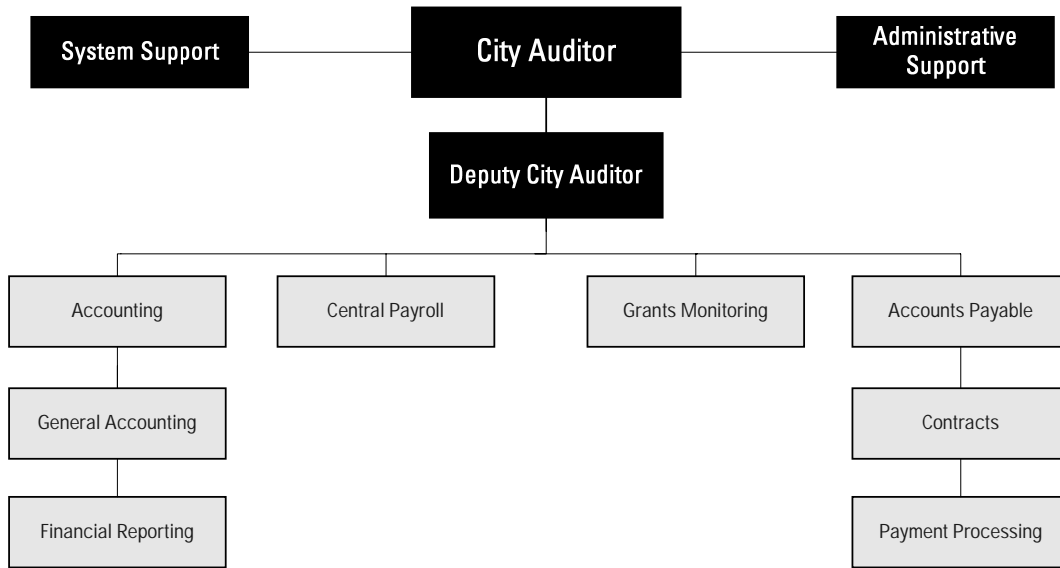 System Support
City Auditor
Administrative
Support
Deputy City Auditor
Accounting
Central Payroll
Grants Monitoring
Accounts Payable
General Accounting
Contracts
Financial Reporting
Payment Processing